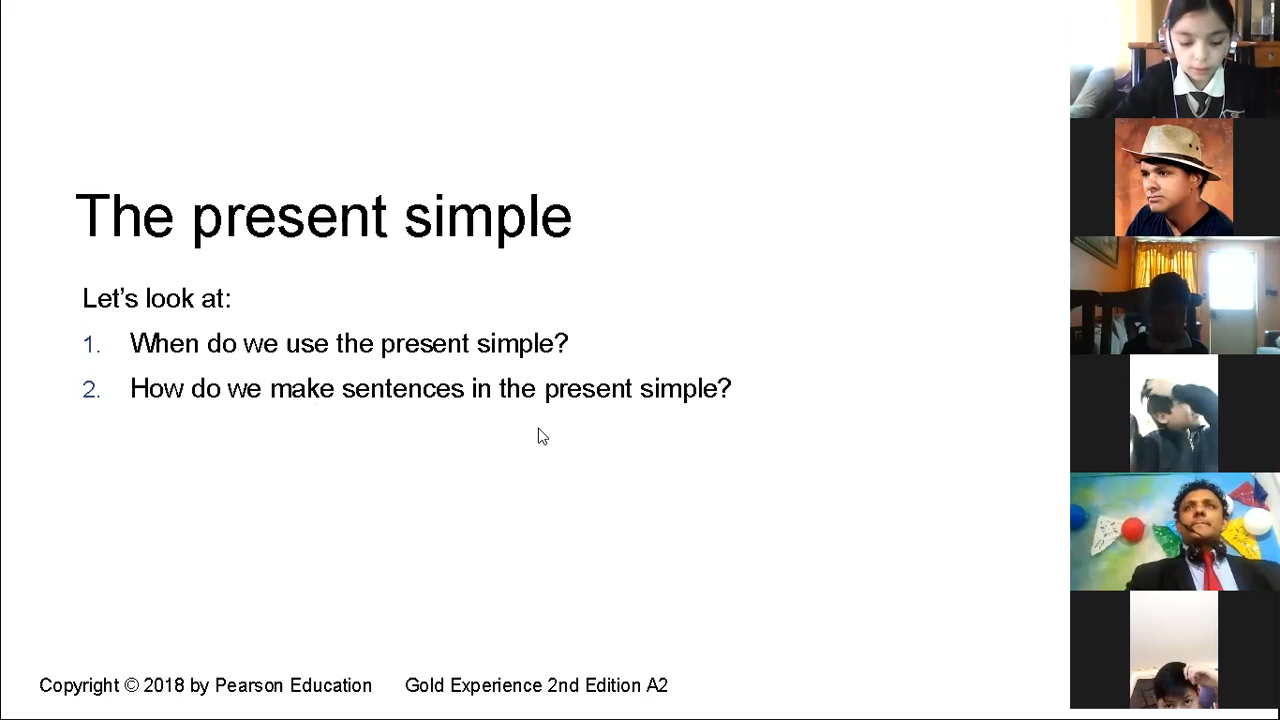 The present simple
Let's look at:
1. When do we use the present simple?
2. How do we make sentences in the present simple?
Copyright © 2018 by Pearson Education Gold Experience 2nd Edition A2